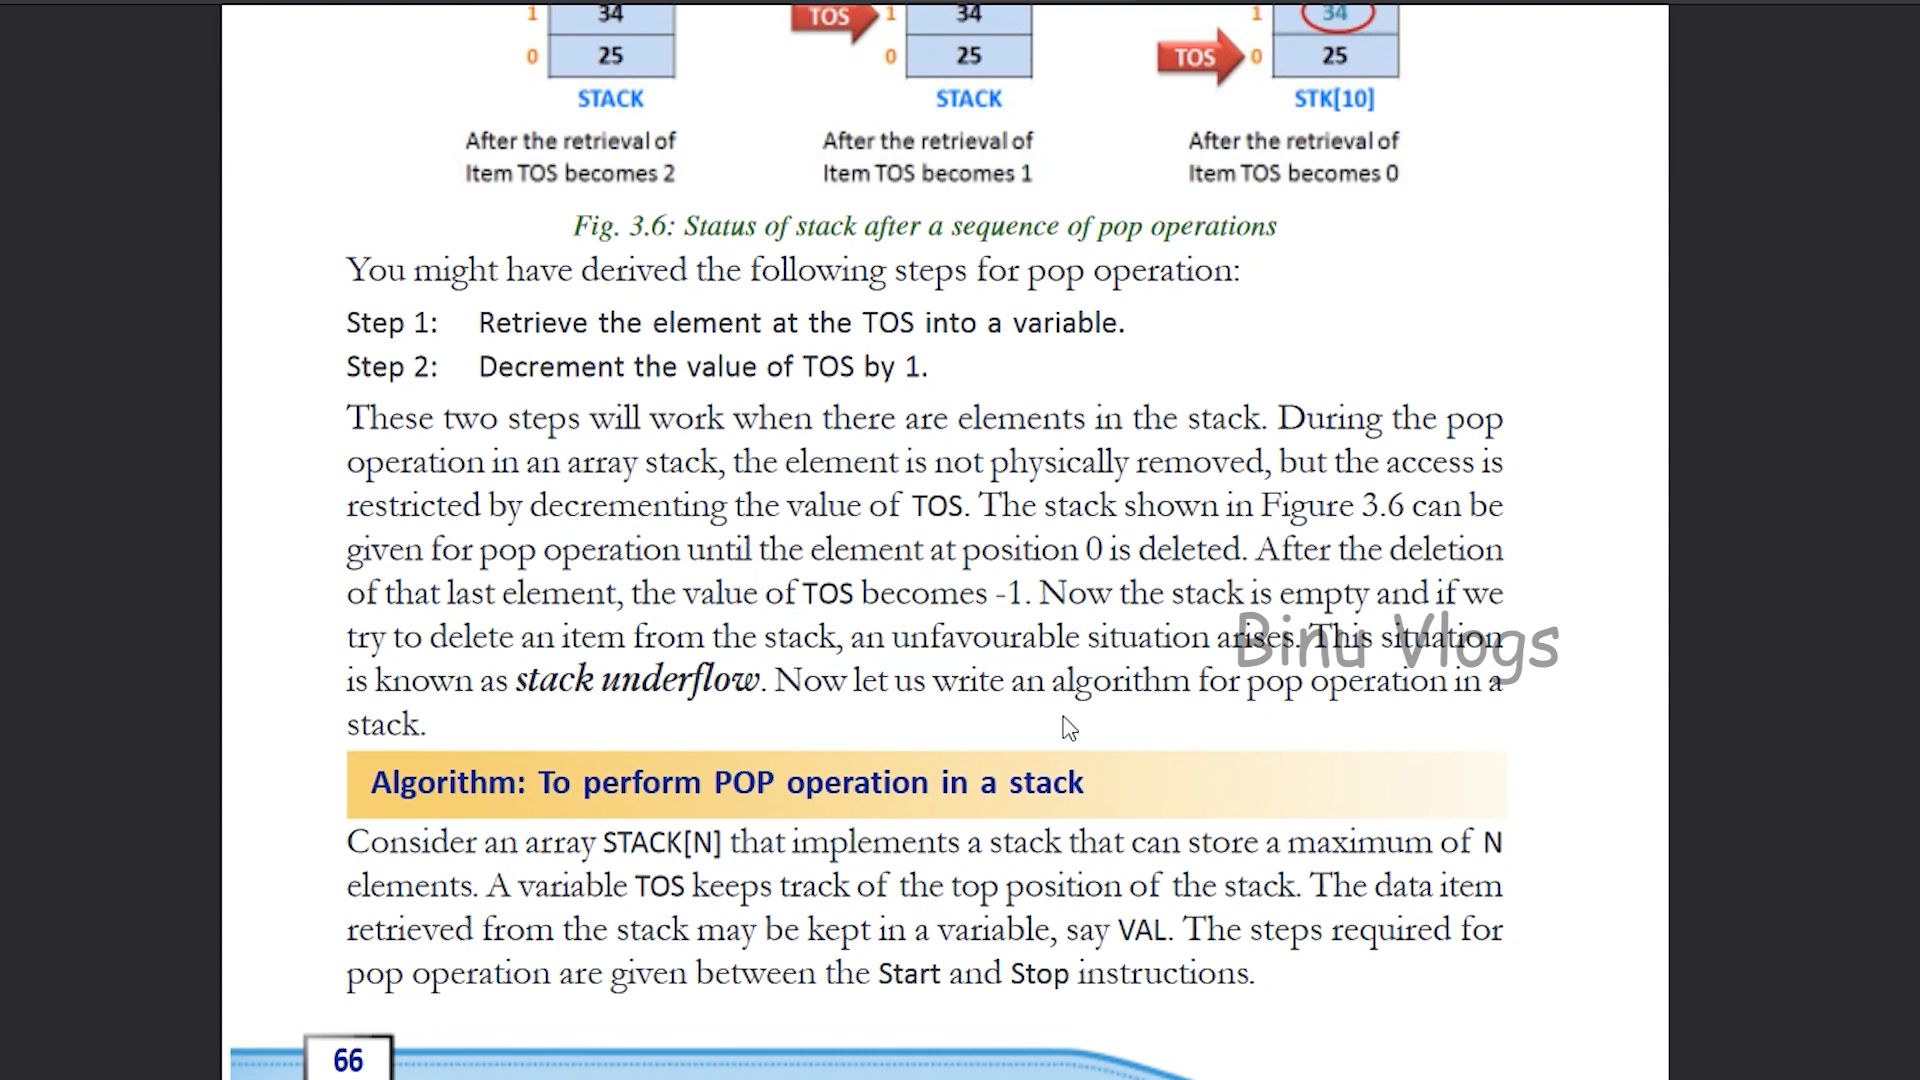 1 34 TOS 1 34 1 34
0 25 0 25 TOS 0 25
STACK STACK STK[10]
After the retrieval of After the retrieval of After the retrieval of
Item TOS becomes 2 Item TOS becomes 1 Item TOS becomes 0
Fig. 3.6: Status of stack after a sequence of pop operations
You might have derived the following steps for pop operation:
Step 1: Retrieve the element at the TOS into a variable.
Step 2: Decrement the value of TOS by 1.
These two steps will work when there are elements in the stack. During the pop
operation in an array stack, the element is not physically removed, but the access is
restricted by decrementing the value of TOS. The stack shown in Figure 3.6 can be
given for pop operation until the element at position 0 is deleted. After the deletion
of that last element, the value of TOS becomes -1. Now the stack is empty and if we
try to delete an item from the stack, an unfavourable situation arises. This situation
Binu Vlogs
is known as stack underflow. Now let us write an algorithm for pop operation in a
stack.
Algorithm: To perform POP operation in a stack
Consider an array STACK[N] that implements a stack that can store a maximum of N
elements. A variable TOS keeps track of the top position of the stack. The data item
retrieved from the stack may be kept in a variable, say VAL. The steps required for
pop operation are given between the Start and Stop instructions.
66